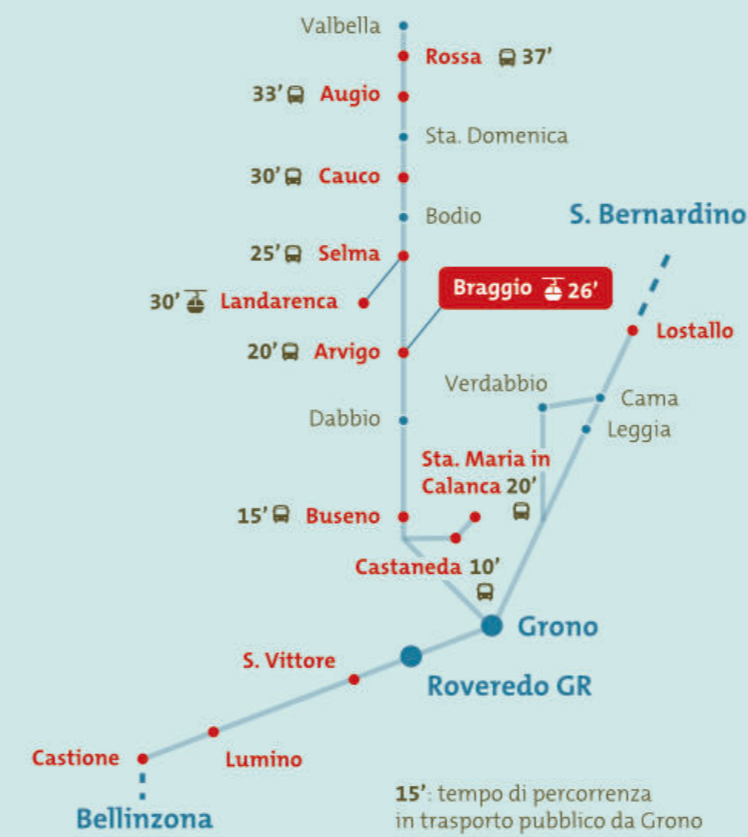 Valbella
Rossa 37’
33’ Augio
Sta. Domenica
30’ Cauco
Bodio
S. Bernardino
25’ Selma
Braggio 26’
30’ Landarenca
Lostallo
20’ Arvigo
Verdabbio
Cama
Dabbio
Leggia
Sta. Maria in
Calanca 20’
15’ Buseno
Castaneda 10’
Grono
S. Vittore
Roveredo GR
Castione
Lumino
Bellinzona
15’: tempo di percorrenza
in trasporto pubblico da Grono